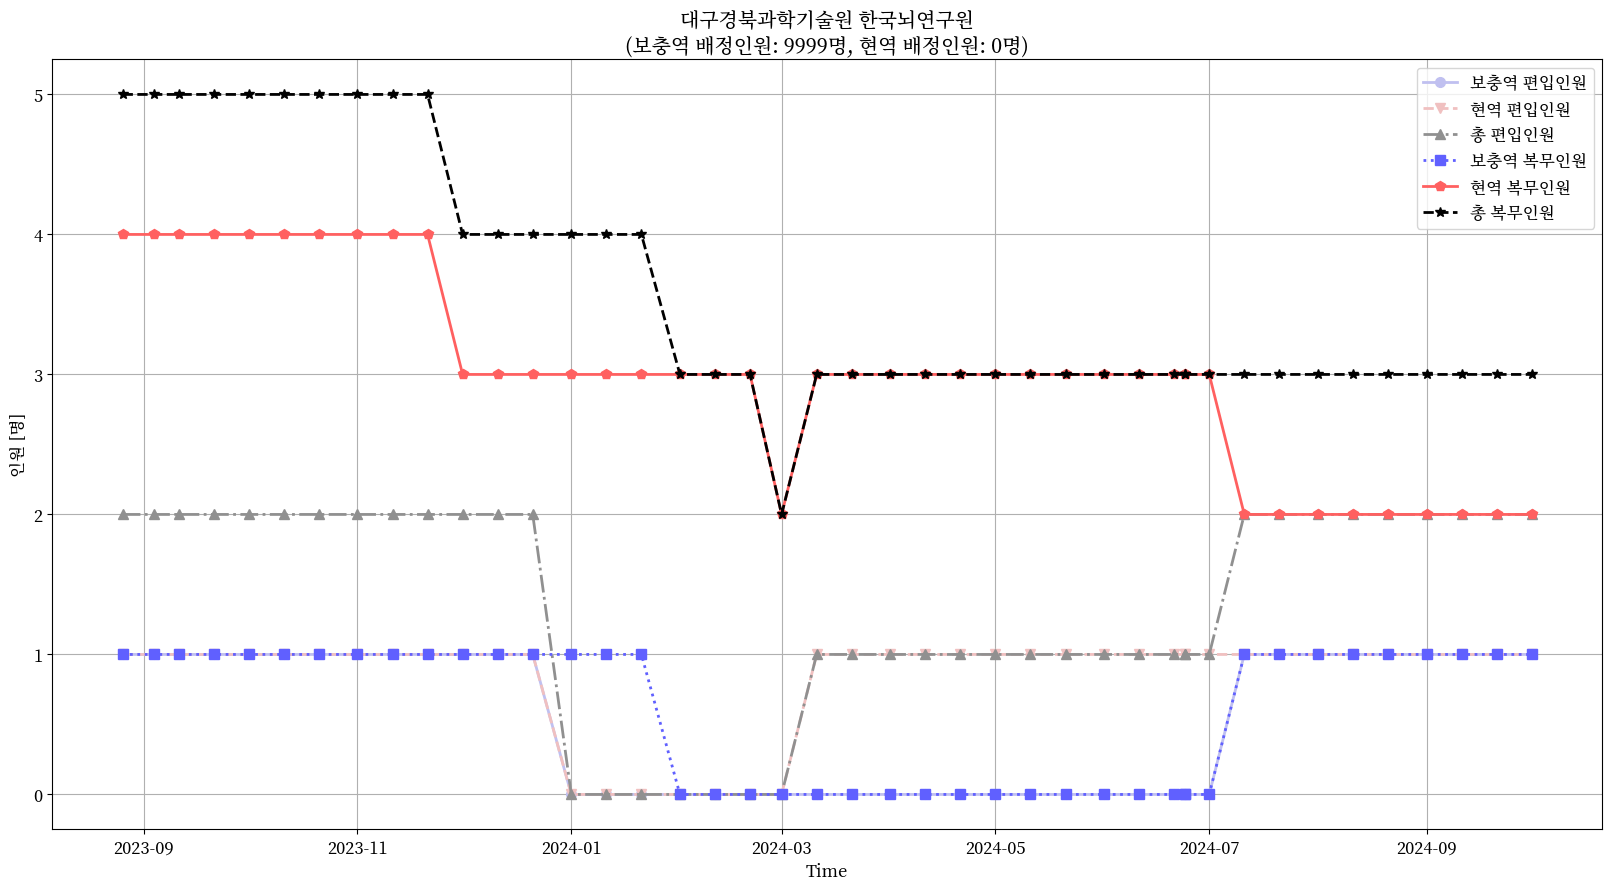 대구경북과학기술원 한국뇌연구원
(보충역 배정인원: 9999명, 현역 배정인원: 0명)
보충역 편입인원
현역 편입인원
총 편입인원
보충역 복무인원
현역 복무인원
총 복무인원
인원 [명]
5
4
3
2
1
0
2023-09
2023-11
2024-01
2024-03
2024-05
2024-07
2024-09
Time